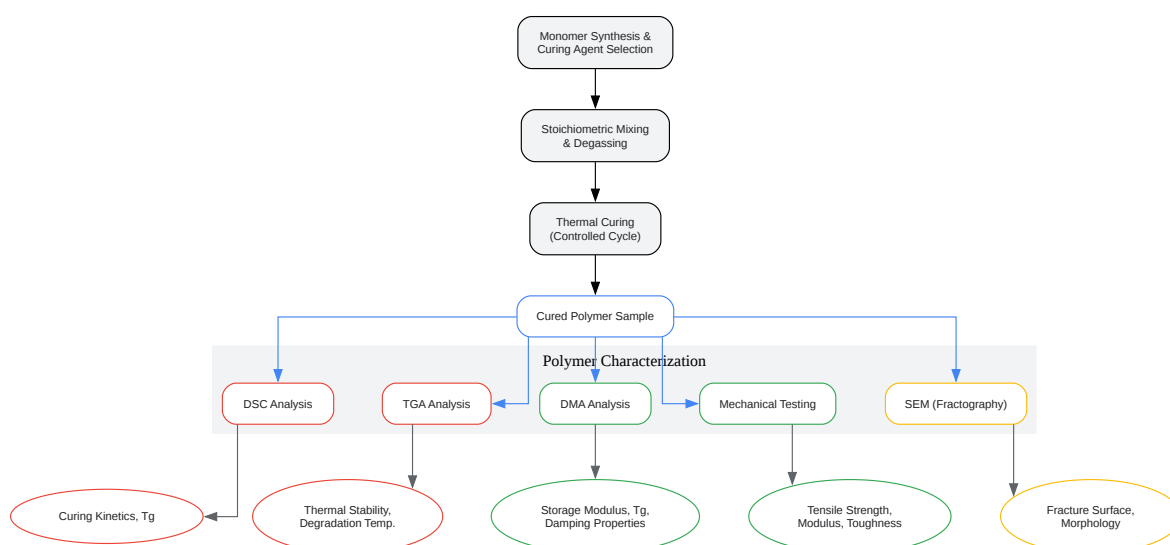 Monomer Synthesis &
Curing Agent Selection
Stoichiometric Mixing
& Degassing
Thermal Curing
(Controlled Cycle)
Cured Polymer Sample
Polymer Characterization
DSC Analysis
TGA Analysis
DMA Analysis
Mechanical Testing
SEM (Fractography)
Curing Kinetics, Tg
Thermal Stability,
Degradation Temp.
Storage Modulus, Tg,
Damping Properties
Tensile Strength,
Modulus, Toughness
Fracture Surface,
Morphology